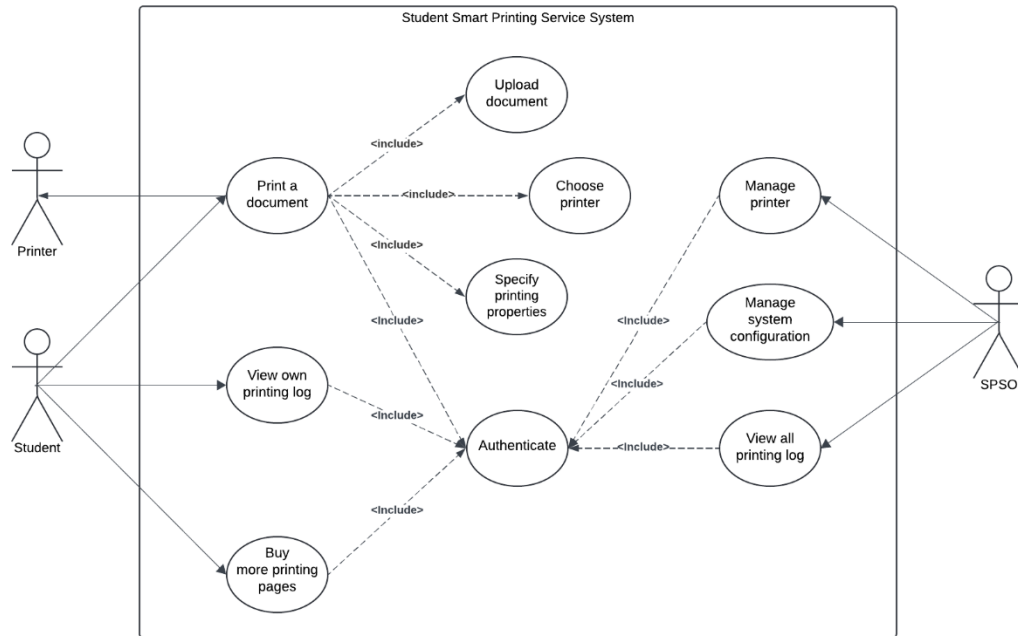 Student Smart Printing Service System
Upload
document
<include>
Print a
document
<include>
Choose
printer
Manage
printer
Printer
<Include>
Specify
printing
properties
<Include>
<Include>
Manage
system
configuration
View own
printing log
<Include>
SPSO
Student
<Include>
Authenticate
<Include>
View all
printing log
<Include>
Buy
more printing
pages